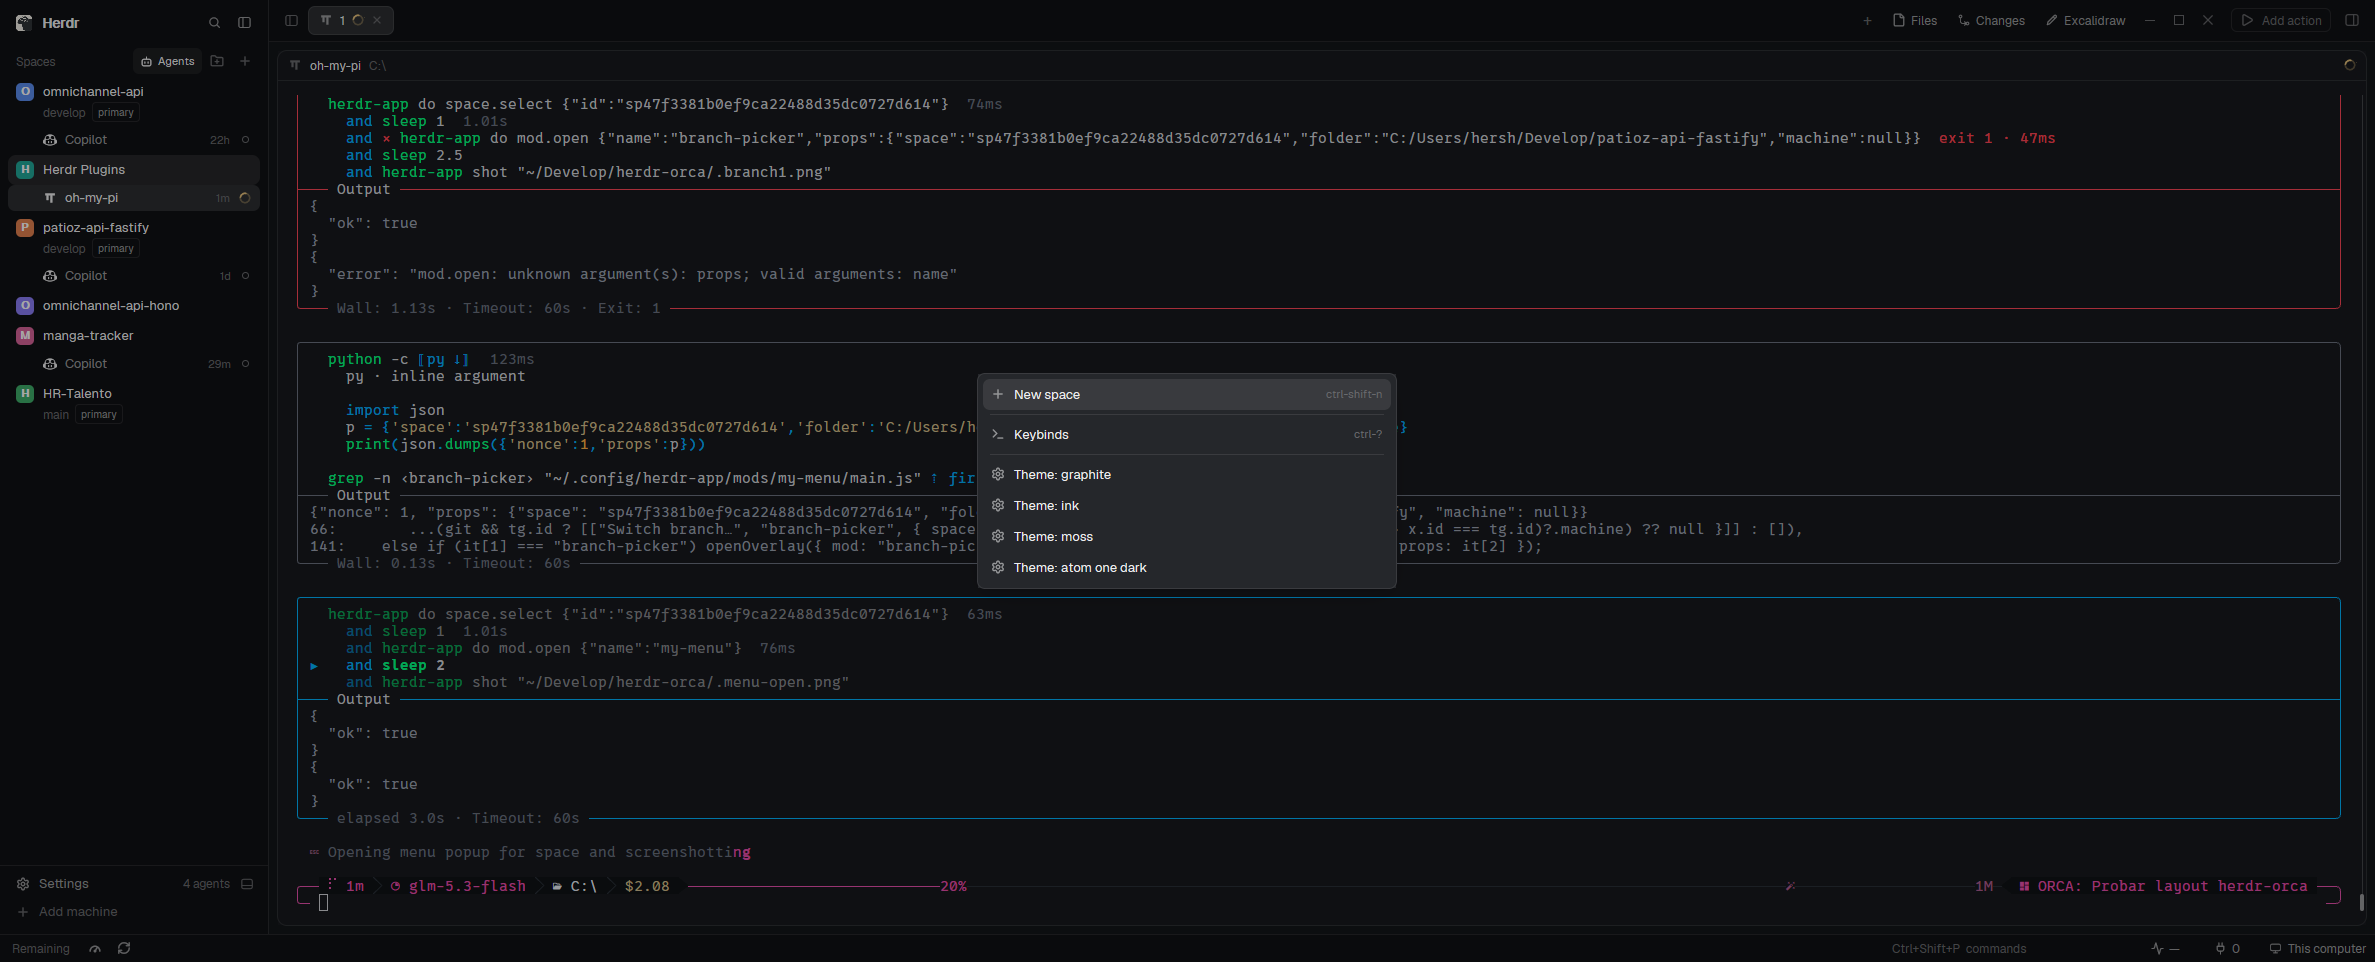 Herdr
Spaces
Agents
omnichannel-api
develop primary
Copilot 22h
Herdr Plugins
oh-my-pi 1m
patioz-api-fastify
develop primary
Copilot 1d
omnichannel-api-hono
manga-tracker
Copilot 29m
HR-Talento
main primary
Settings 4 agents
Add machine
Remaining
1
Files Changes Excalidraw Add action
oh-my-pi C:\
herdr-app do space.select {"id":"sp47f3381b0ef9ca22488d35dc0727d614"} 74ms
and sleep 1 1.01s
and × herdr-app do mod.open {"name":"branch-picker","props":{"space":"sp47f3381b0ef9ca22488d35dc0727d614","folder":"C:/Users/hersh/Develop/patioz-api-fastify","machine":null}} exit 1 · 47ms
and sleep 2.5
and herdr-app shot "~/Develop/herdr-orca/.branch1.png"
Output
{
"ok": true
}
{
"error": "mod.open: unknown argument(s): props; valid arguments: name"
}
Wall: 1.13s · Timeout: 60s · Exit: 1
python -c ⟦py ↓⟧ 123ms
py · inline argument
import json
p = {'space':'sp47f3381b0ef9ca22488d35dc0727d614','folder':'C:/Users/h }
print(json.dumps({'nonce':1,'props':p}))
grep -n ‹branch-picker› "~/.config/herdr-app/mods/my-menu/main.js" ↑ fir
Output
{"nonce": 1, "props": {"space": "sp47f3381b0ef9ca22488d35dc0727d614", "fol y", "machine": null}}
66: ...(git && tg.id ? [["Switch branch…", "branch-picker", { space x.id === tg.id)?.machine) ?? null }]] : []),
141: else if (it[1] === "branch-picker") openOverlay({ mod: "branch-pic props: it[2] });
Wall: 0.13s · Timeout: 60s
New space ctrl-shift-n
Keybinds ctrl-?
Theme: graphite
Theme: ink
Theme: moss
Theme: atom one dark
herdr-app do space.select {"id":"sp47f3381b0ef9ca22488d35dc0727d614"} 63ms
and sleep 1 1.01s
and herdr-app do mod.open {"name":"my-menu"} 76ms
and sleep 2
and herdr-app shot "~/Develop/herdr-orca/.menu-open.png"
Output
{
"ok": true
}
{
"ok": true
}
elapsed 3.0s · Timeout: 60s
Opening menu popup for space and screenshotting
1m glm-5.3-flash C:\ $2.08 20% 1M ORCA: Probar layout herdr-orca
Ctrl+Shift+P commands — 0 This computer